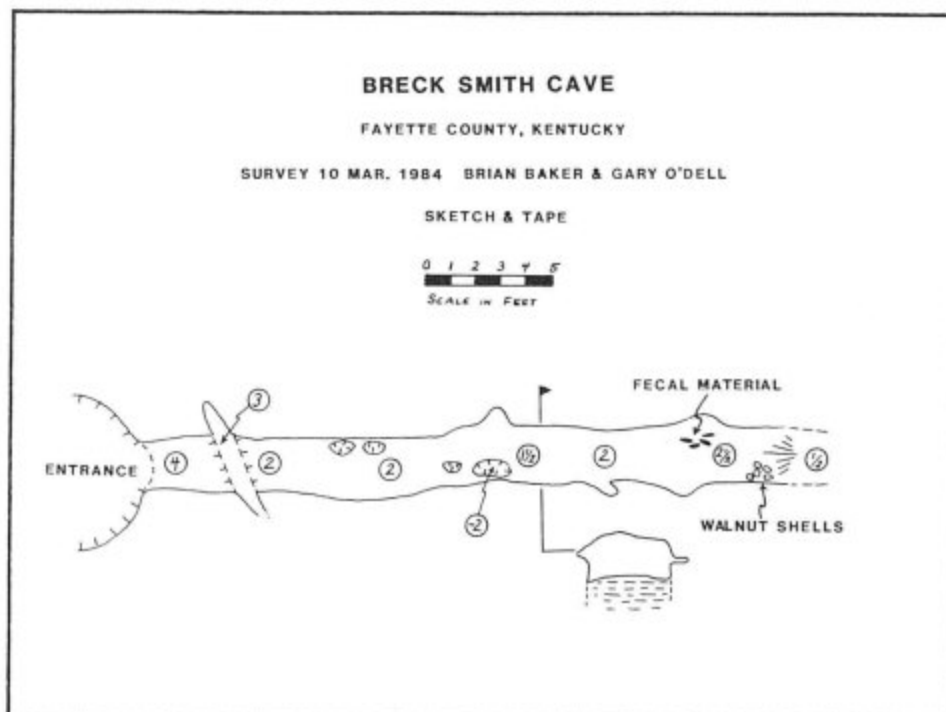 BRECK SMITH CAVE
FAYETTE COUNTY, KENTUCKY
SURVEY 10 MAR. 1984 BRIAN BAKER & GARY O'DELL
SKETCH & TAPE
0 1 2 3 4 5
SCALE IN FEET
FECAL MATERIAL
3
ENTRANCE
4
2
2
1½
2
½
-2
WALNUT SHELLS